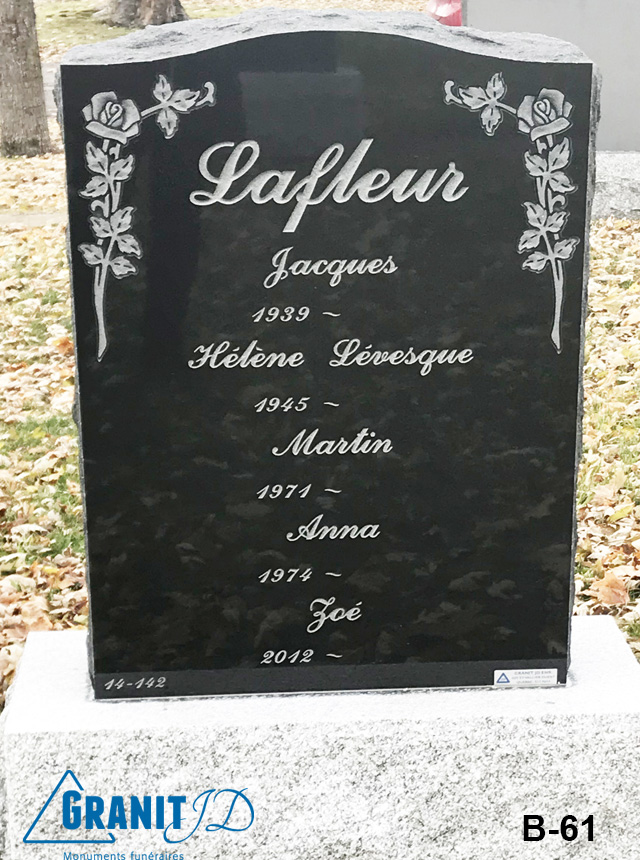 Lafleur
Jacques
1939 ~
Hélène Lévesque
1945 ~
Martin
1971 ~
Anna
1974 ~
Zoé
2012 ~
14-142
GRANIT JD
Monuments funéraires
B-61